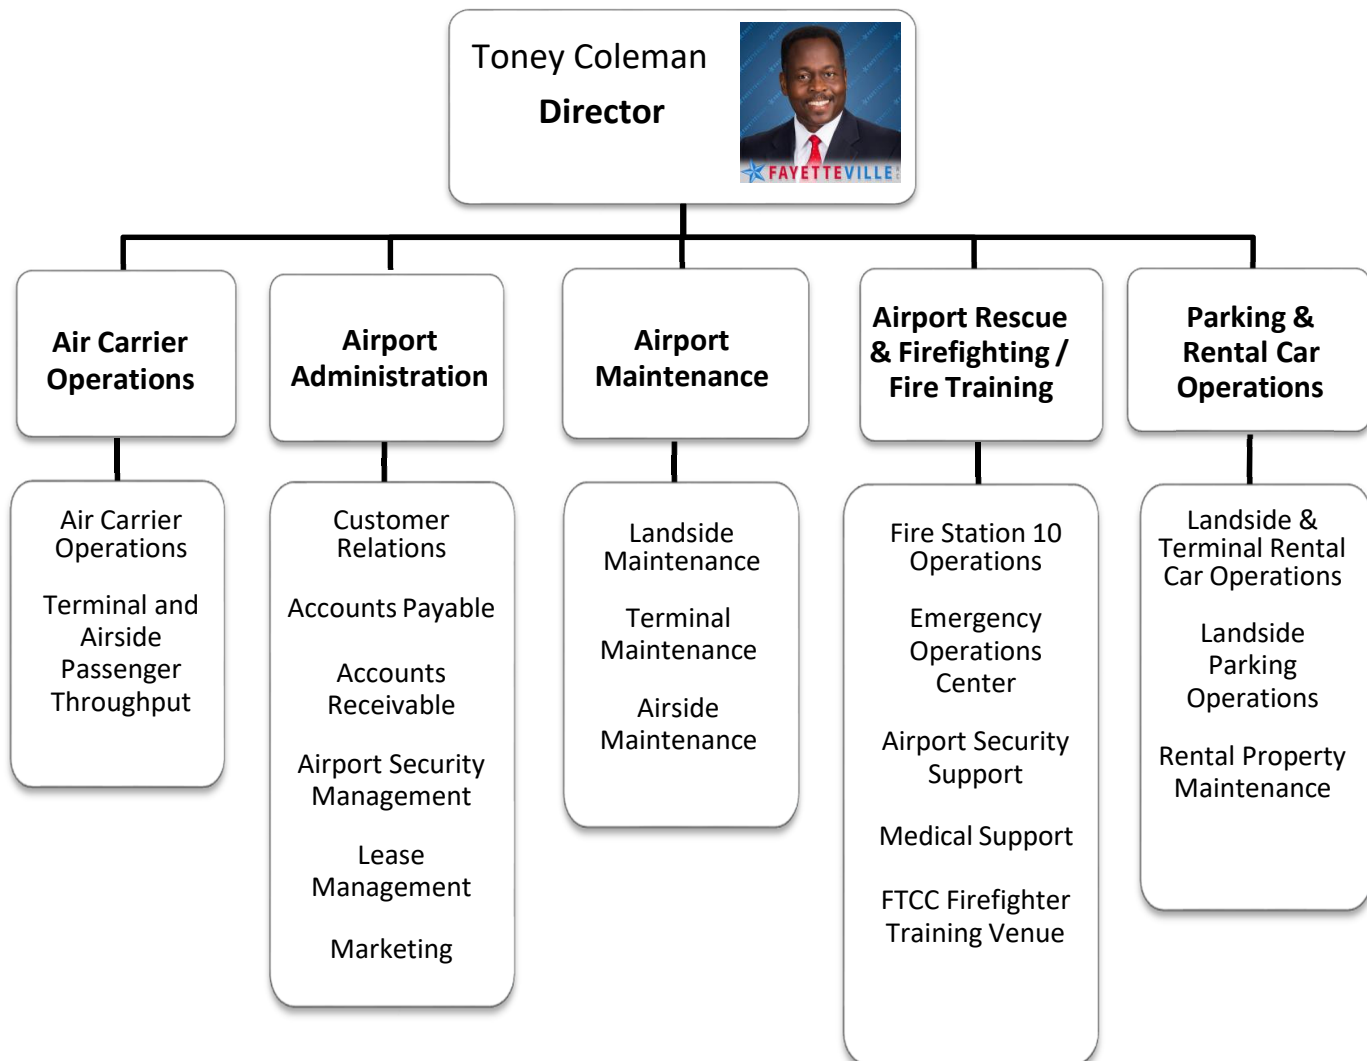 Toney Coleman
Director
FAYETTEVILLE
Air Carrier
Operations
Airport
Administration
Airport
Maintenance
Airport Rescue
& Firefighting /
Fire Training
Parking &
Rental Car
Operations
Air Carrier
Operations
Terminal and
Airside
Passenger
Throughput
Customer
Relations
Accounts Payable
Accounts
Receivable
Airport Security
Management
Lease
Management
Marketing
Landside
Maintenance
Terminal
Maintenance
Airside
Maintenance
Fire Station 10
Operations
Emergency
Operations
Center
Airport Security
Support
Medical Support
FTCC Firefighter
Training Venue
Landside &
Terminal Rental
Car Operations
Landside
Parking
Operations
Rental Property
Maintenance